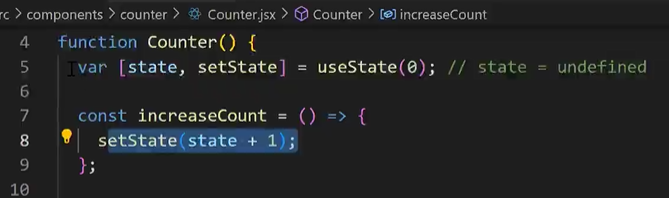 rc > components > counter > Counter.jsx > Counter > increaseCount
4 function Counter() {
5 var [state, setState] = useState(0); // state = undefined
6
7 const increaseCount = () => {
8 setState(state + 1);
9 };
10